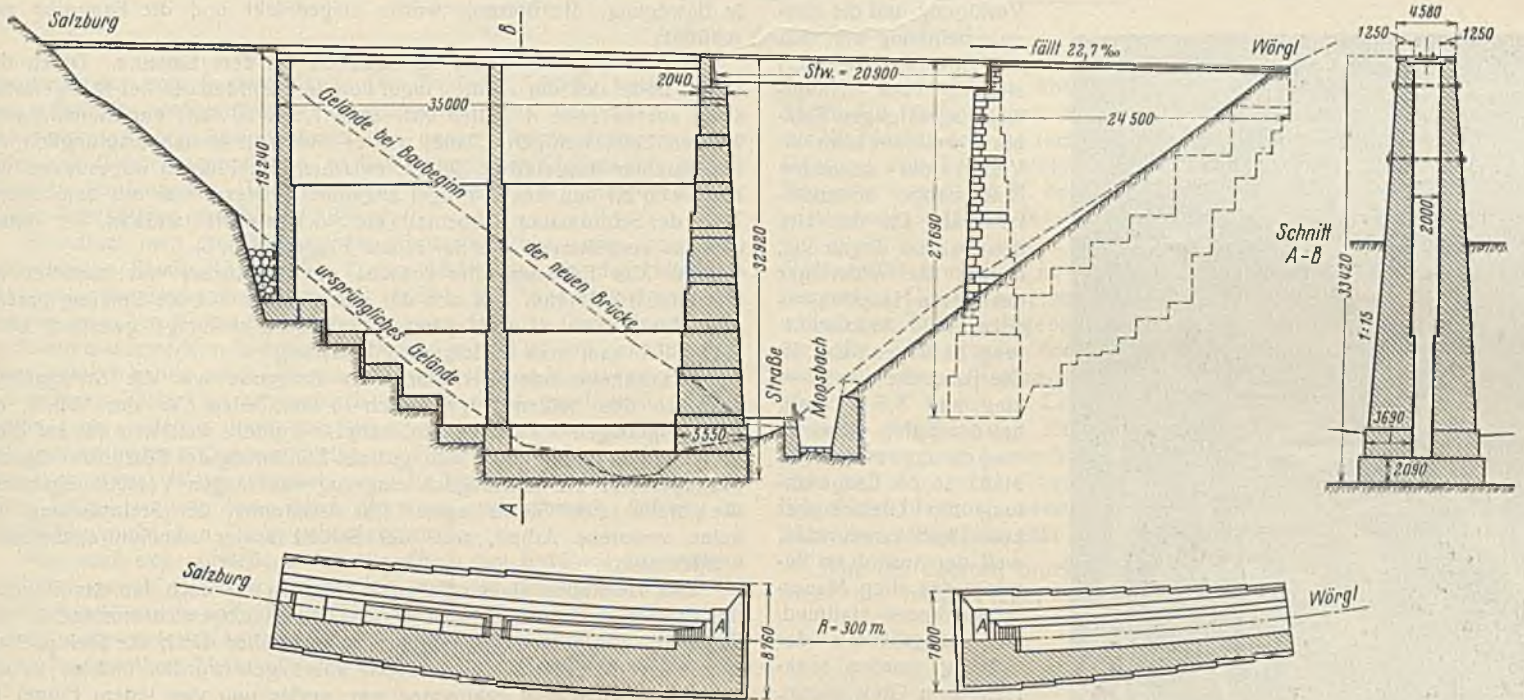 Salzburg
B
fällt 22,7‰
Wörgl
4580
1250
1250
2040
Stw. = 20900
35000
24500
Gelände bei Baubeginn
der neuen Brücke
ursprüngliches Gelände
19240
32920
27690
Straße
Mopsbach
3550
A
Schnitt
A-B
2000
33420
1:15
3690
2090
Salzburg
A
8760
R = 300 m.
7800
A
Wörgl